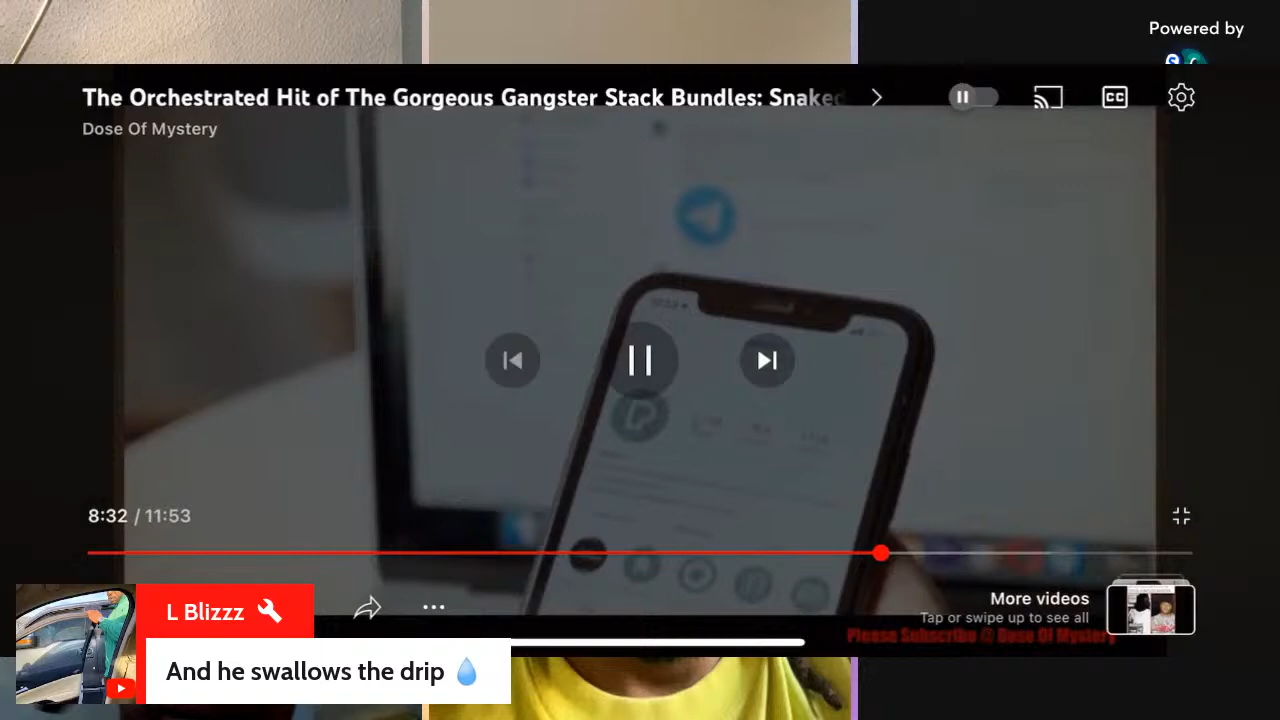 Powered by
The Orchestrated Hit of The Gorgeous Gangster Stack Bundles: Snaked
CC
Dose Of Mystery
8:32 / 11:53
More videos
Tap or swipe up to see all
Please Subscribe @ Dose Of Mystery
L Blizzz
And he swallows the drip 💧